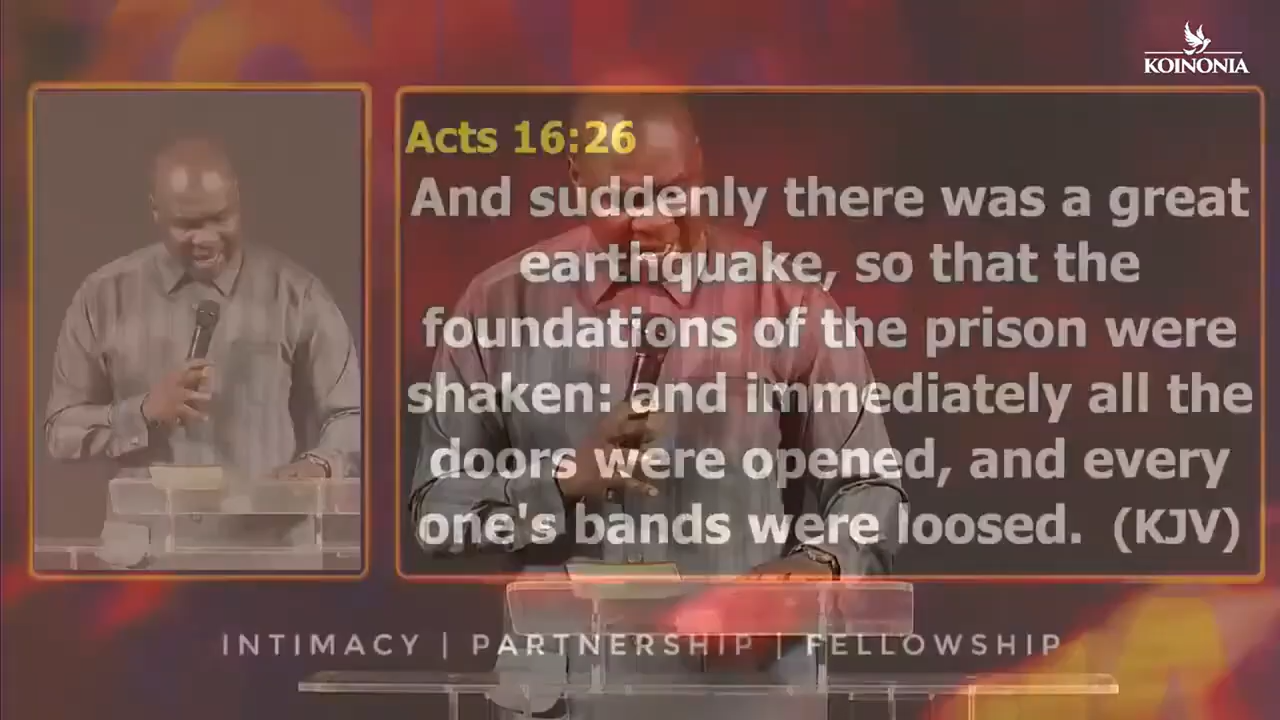 KOINONIA
Acts 16:26
And suddenly there was a great
earthquake, so that the
foundations of the prison were
shaken: and immediately all the
doors were opened, and every
one's bands were loosed. (KJV)
INTIMACY | PARTNERSHIP | FELLOWSHIP